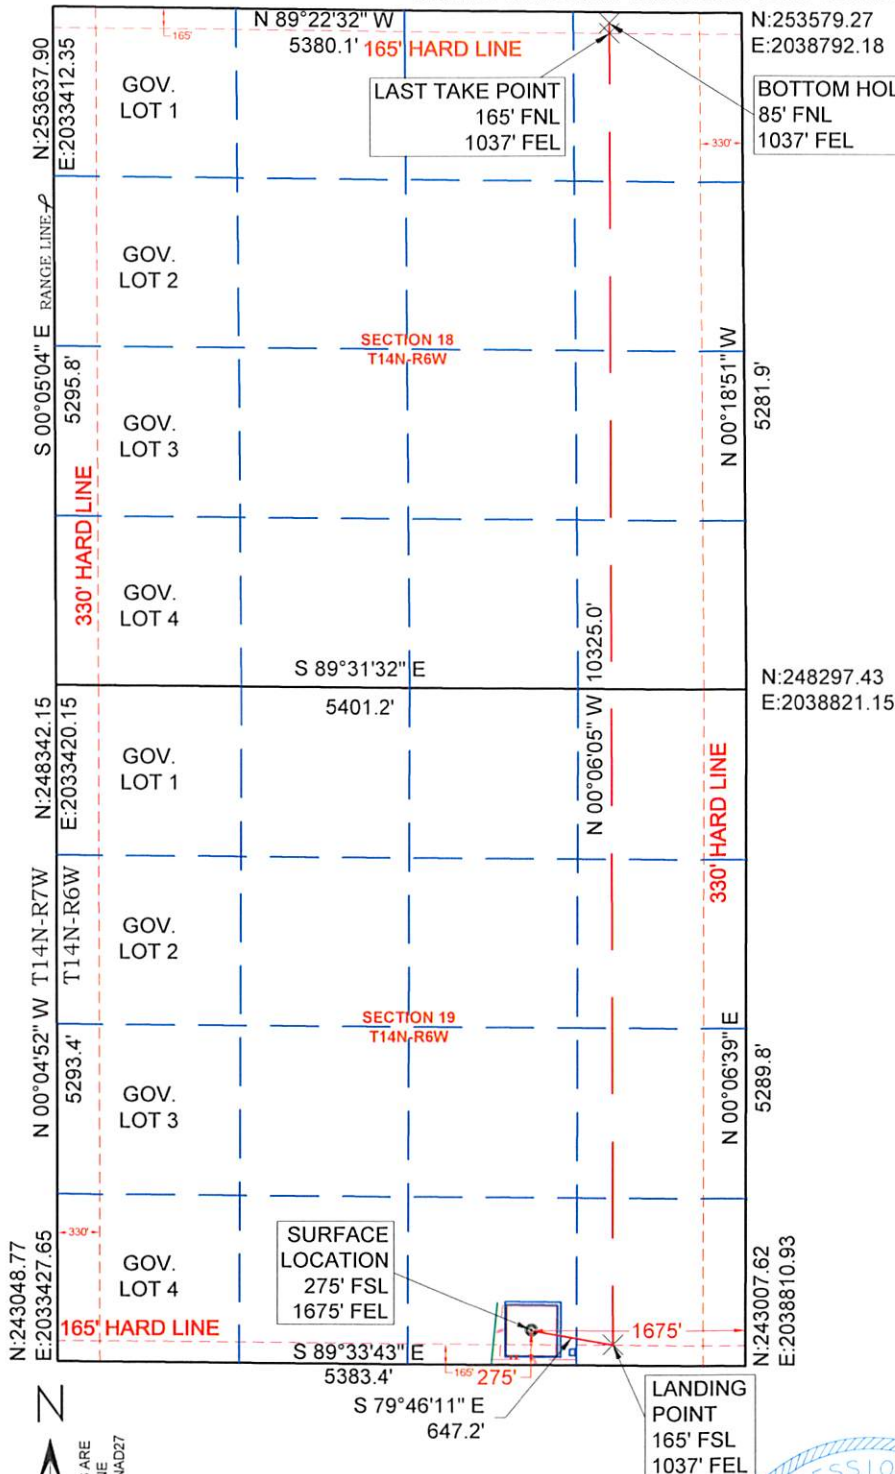 N 89°22'32" W
5380.1'
165'
165' HARD LINE
N:253579.27
E:2038792.18
N:253637.90
E:2033412.35
LAST TAKE POINT
165' FNL
1037' FEL
BOTTOM HOL
85' FNL
1037' FEL
330'
GOV.
LOT 1
RANGE LINE
GOV.
LOT 2
SECTION 18
T14N-R6W
S 00°05'04" E
5295.8'
N 00°18'51" W
5281.9'
GOV.
LOT 3
330' HARD LINE
GOV.
LOT 4
S 89°31'32" E
5401.2'
N 00°06'05" W 10325.0'
N:248297.43
E:2038821.15
N:248342.15
E:2033420.15
GOV.
LOT 1
330' HARD LINE
T14N-R7W
T14N-R6W
GOV.
LOT 2
SECTION 19
T14N-R6W
N 00°04'52" W
5293.4'
N 00°06'39" E
5289.8'
GOV.
LOT 3
330'
SURFACE
LOCATION
275' FSL
1675' FEL
GOV.
LOT 4
N:243048.77
E:2033427.65
165' HARD LINE
1675'
N:243007.62
E:2038810.93
S 89°33'43" E
5383.4'
165'
275'
S 79°46'11" E
647.2'
LANDING
POINT
165' FSL
1037' FEL
N
ARE
NE
NAD27
ESSIO